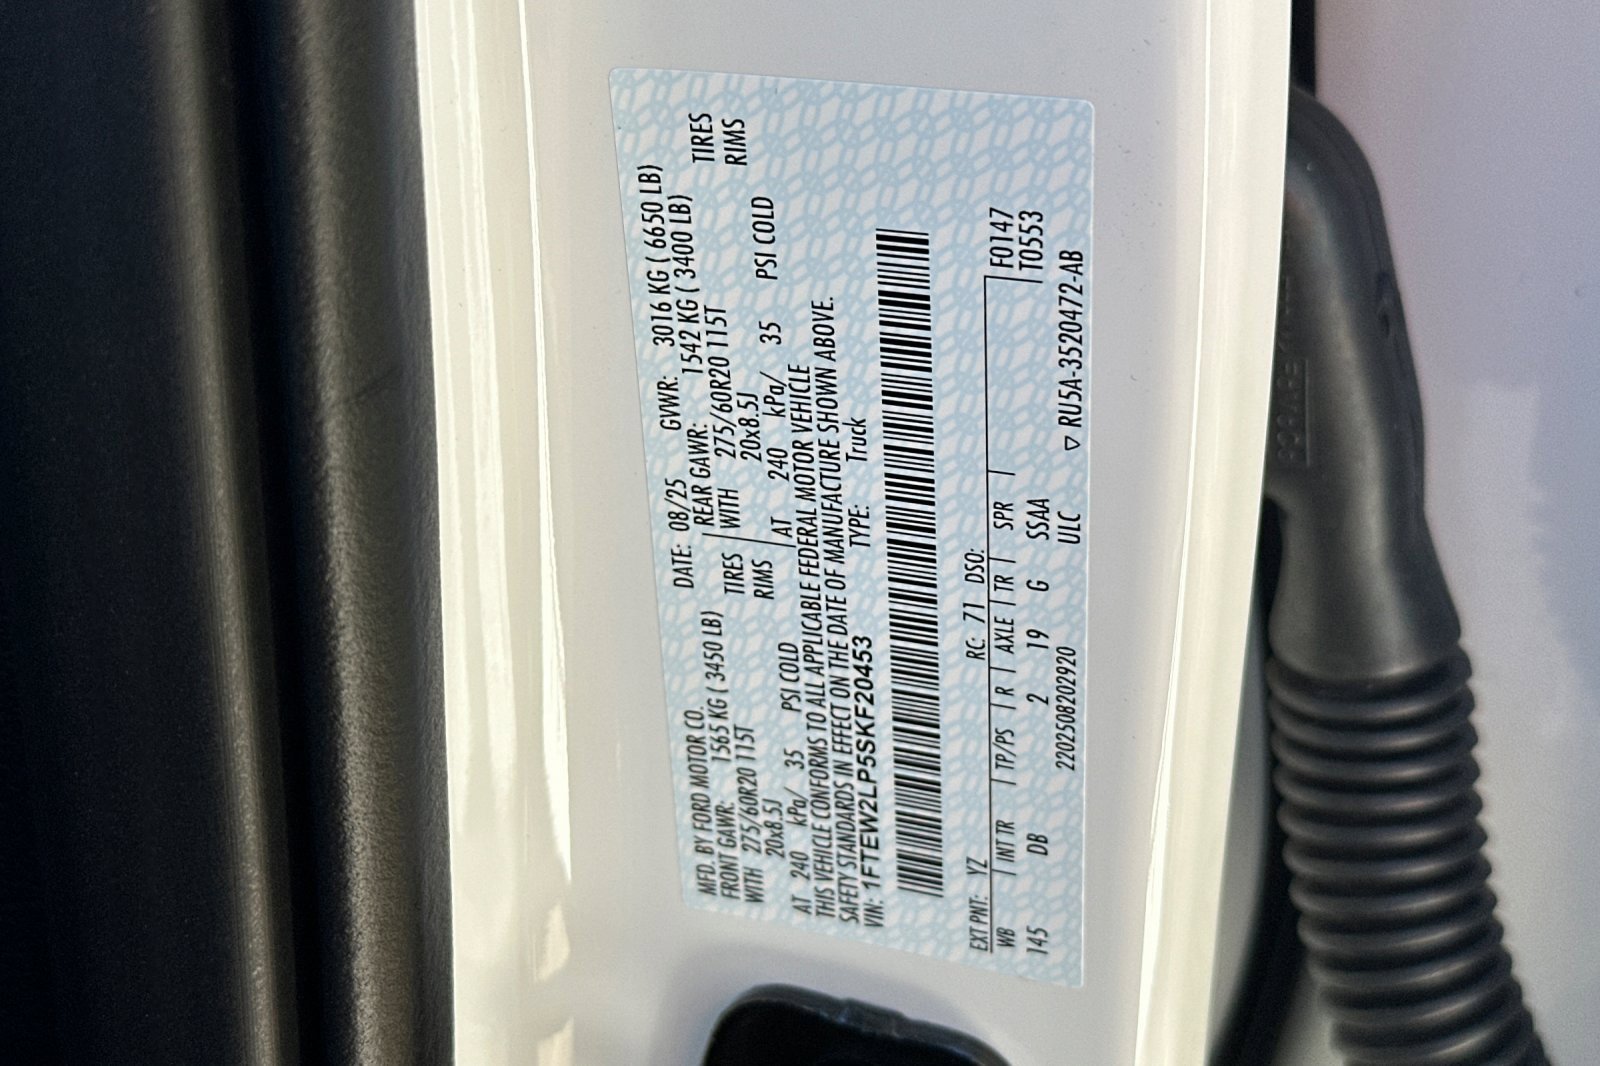 MFD. BY FORD MOTOR CO. DATE: 08/25 GVWR: 3016 KG ( 6650 LB)
FRONT GAWR: 1565 KG ( 3450 LB) REAR GAWR: 1542 KG ( 3400 LB)
WITH 275/60R20 115T TIRES WITH 275/60R20 115T TIRES
20x8.5J RIMS 20x8.5J RIMS
AT 240 kPa/ 35 PSI COLD AT 240 kPa/ 35 PSI COLD
THIS VEHICLE CONFORMS TO ALL APPLICABLE FEDERAL MOTOR VEHICLE
SAFETY STANDARDS IN EFFECT ON THE DATE OF MANUFACTURE SHOWN ABOVE.
VIN: 1FTEW2LP5SKF20453 TYPE: Truck
EXT PNT: YZ RC: 71 DSO: F0147
WB INT TR TP/PS R AXLE TR SPR T0553
145 DB 2 19 G SSAA
2202508202920 ULC ▽ RU5A-3520472-AB